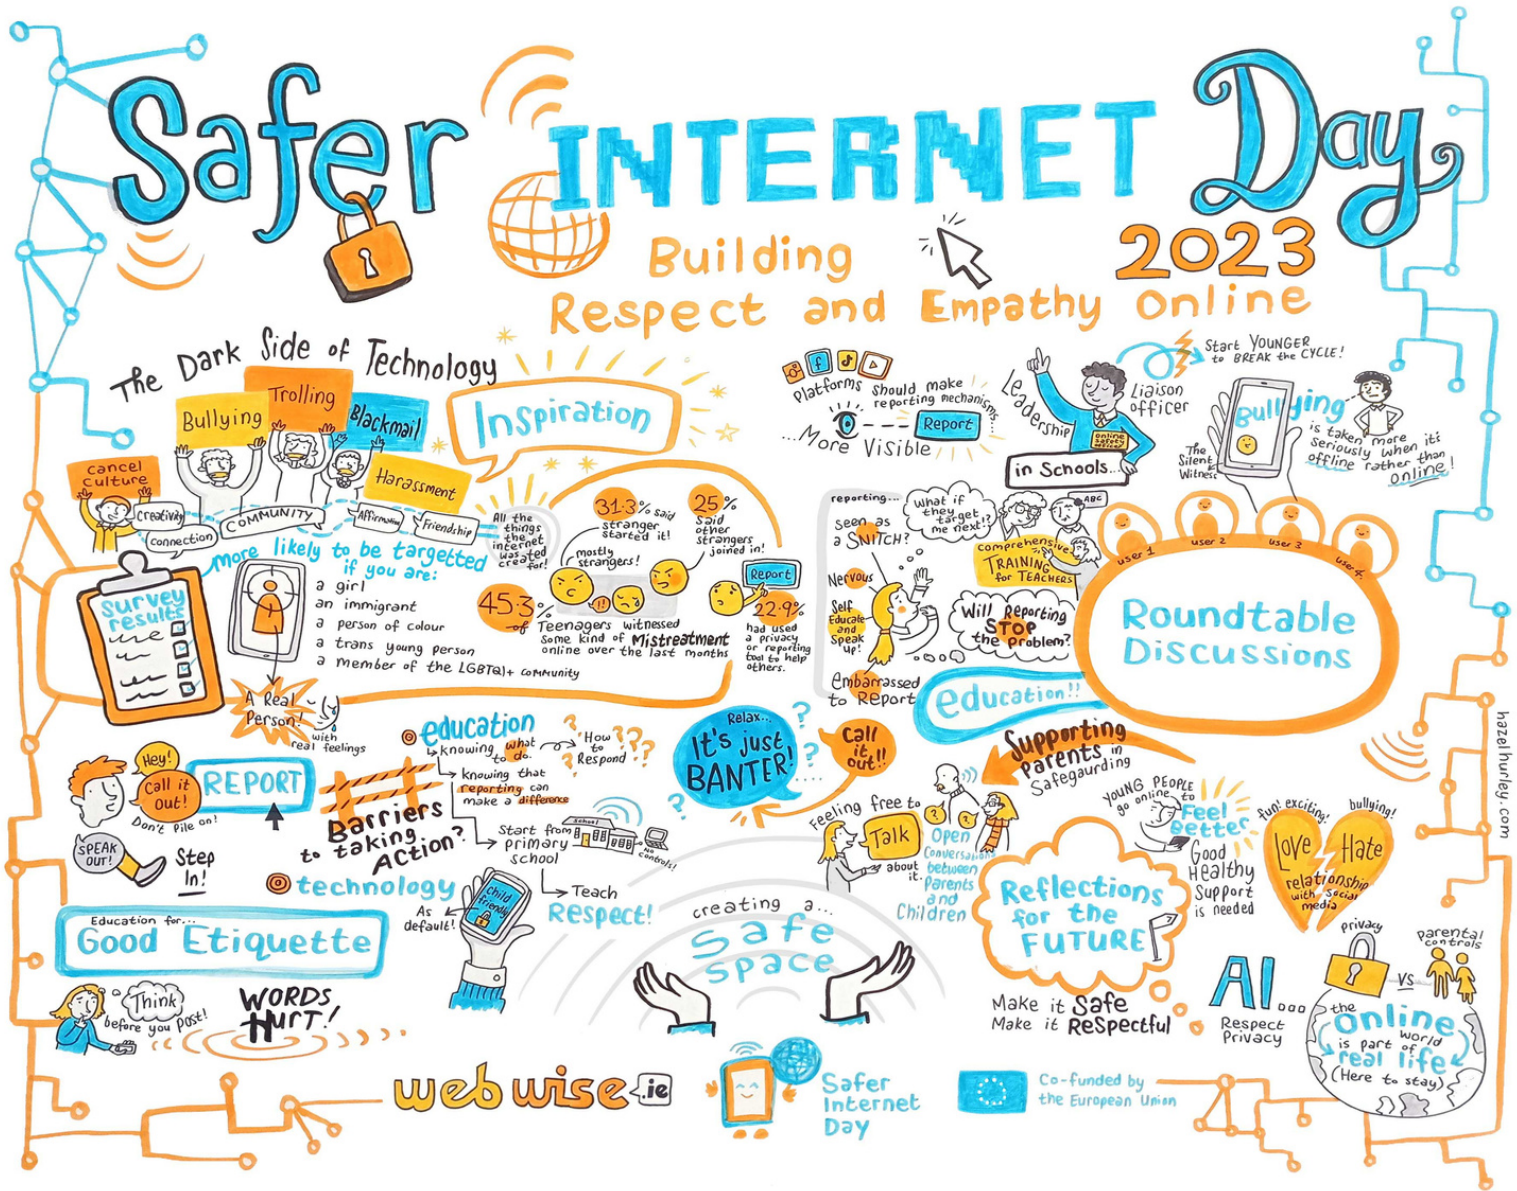 Safer INTERNET Day
2023
Building
Respect and Empathy Online
The Dark Side of Technology
Cancel
Culture
Bullying
Trolling
Blackmail
Harassment
Creativity
Connection
COMMUNITY
Affirmation
Friendship
All the
things
the
internet
was
created
for!
Inspiration
survey
results
more likely to be targetted
if you are:
a girl
an immigrant
a person of colour
a trans young person
a member of the LGBTQI+ community
A Real
Person!
with
real feelings
45.3%
of Teenagers witnessed
some kind of Mistreatment
online over the last months
mostly
strangers!
!!
31.3% said
stranger
started it!
25%
said
other
strangers
joined in!
Report
22.9%
had used
a privacy
or reporting
tool to help
others.
Platforms should make
reporting mechanisms
...More Visible
Report
Leadership
Liaison
officer
online
safety
officer
in Schools...
Start YOUNGER
to BREAK the CYCLE!
The
Silent
Witness
Bullying
is taken more
seriously when it's
offline rather than
online!
reporting...
seen as
a SNITCH?
What if
they
target
me next!?
Nervous
Self
Educate
and
Speak
up!
embarrassed
to Report
ABC
Comprehensive
TRAINING
for TEACHERS
Will Reporting
STOP
the problem?
user 1
user 2
user 3
user 4
Roundtable
Discussions
education!!
Hey!
Call it
out!
Don't Pile on!
REPORT
SPEAK
OUT!
Step
In!
Barriers
to taking
ACtion?
education
knowing what
to do.
How
to
Respond
knowing that
reporting can
make a difference
Start from
primary
school
School
No
controls!
Teach
Respect!
technology
As
default!
Child
friendly
Relax...
It's just
BANTER!
Call
it
out!!
Supporting
Parents in
Safegaurding
Feeling free to
Talk
about
it.
Open
Conversations
between
Parents
and
Children
YOUNG PEOPLE
go online to
Feel
Better
Good
Healthy
Support
is needed
fun! exciting!
bullying!
Love Hate
relationship
with social
media
Education for...
Good Etiquette
Think
before you post!
WORDS
HURT!
creating a...
safe
space
Reflections
for the
FUTURE
Make it Safe
Make it ReSpectful
AI...
Respect
Privacy
privacy
vs
Parental
controls
the
online
world
is part of
real life
(Here to stay)
webwise.ie
Safer
Internet
Day
Co-funded by
the European Union
hazelhurley.com